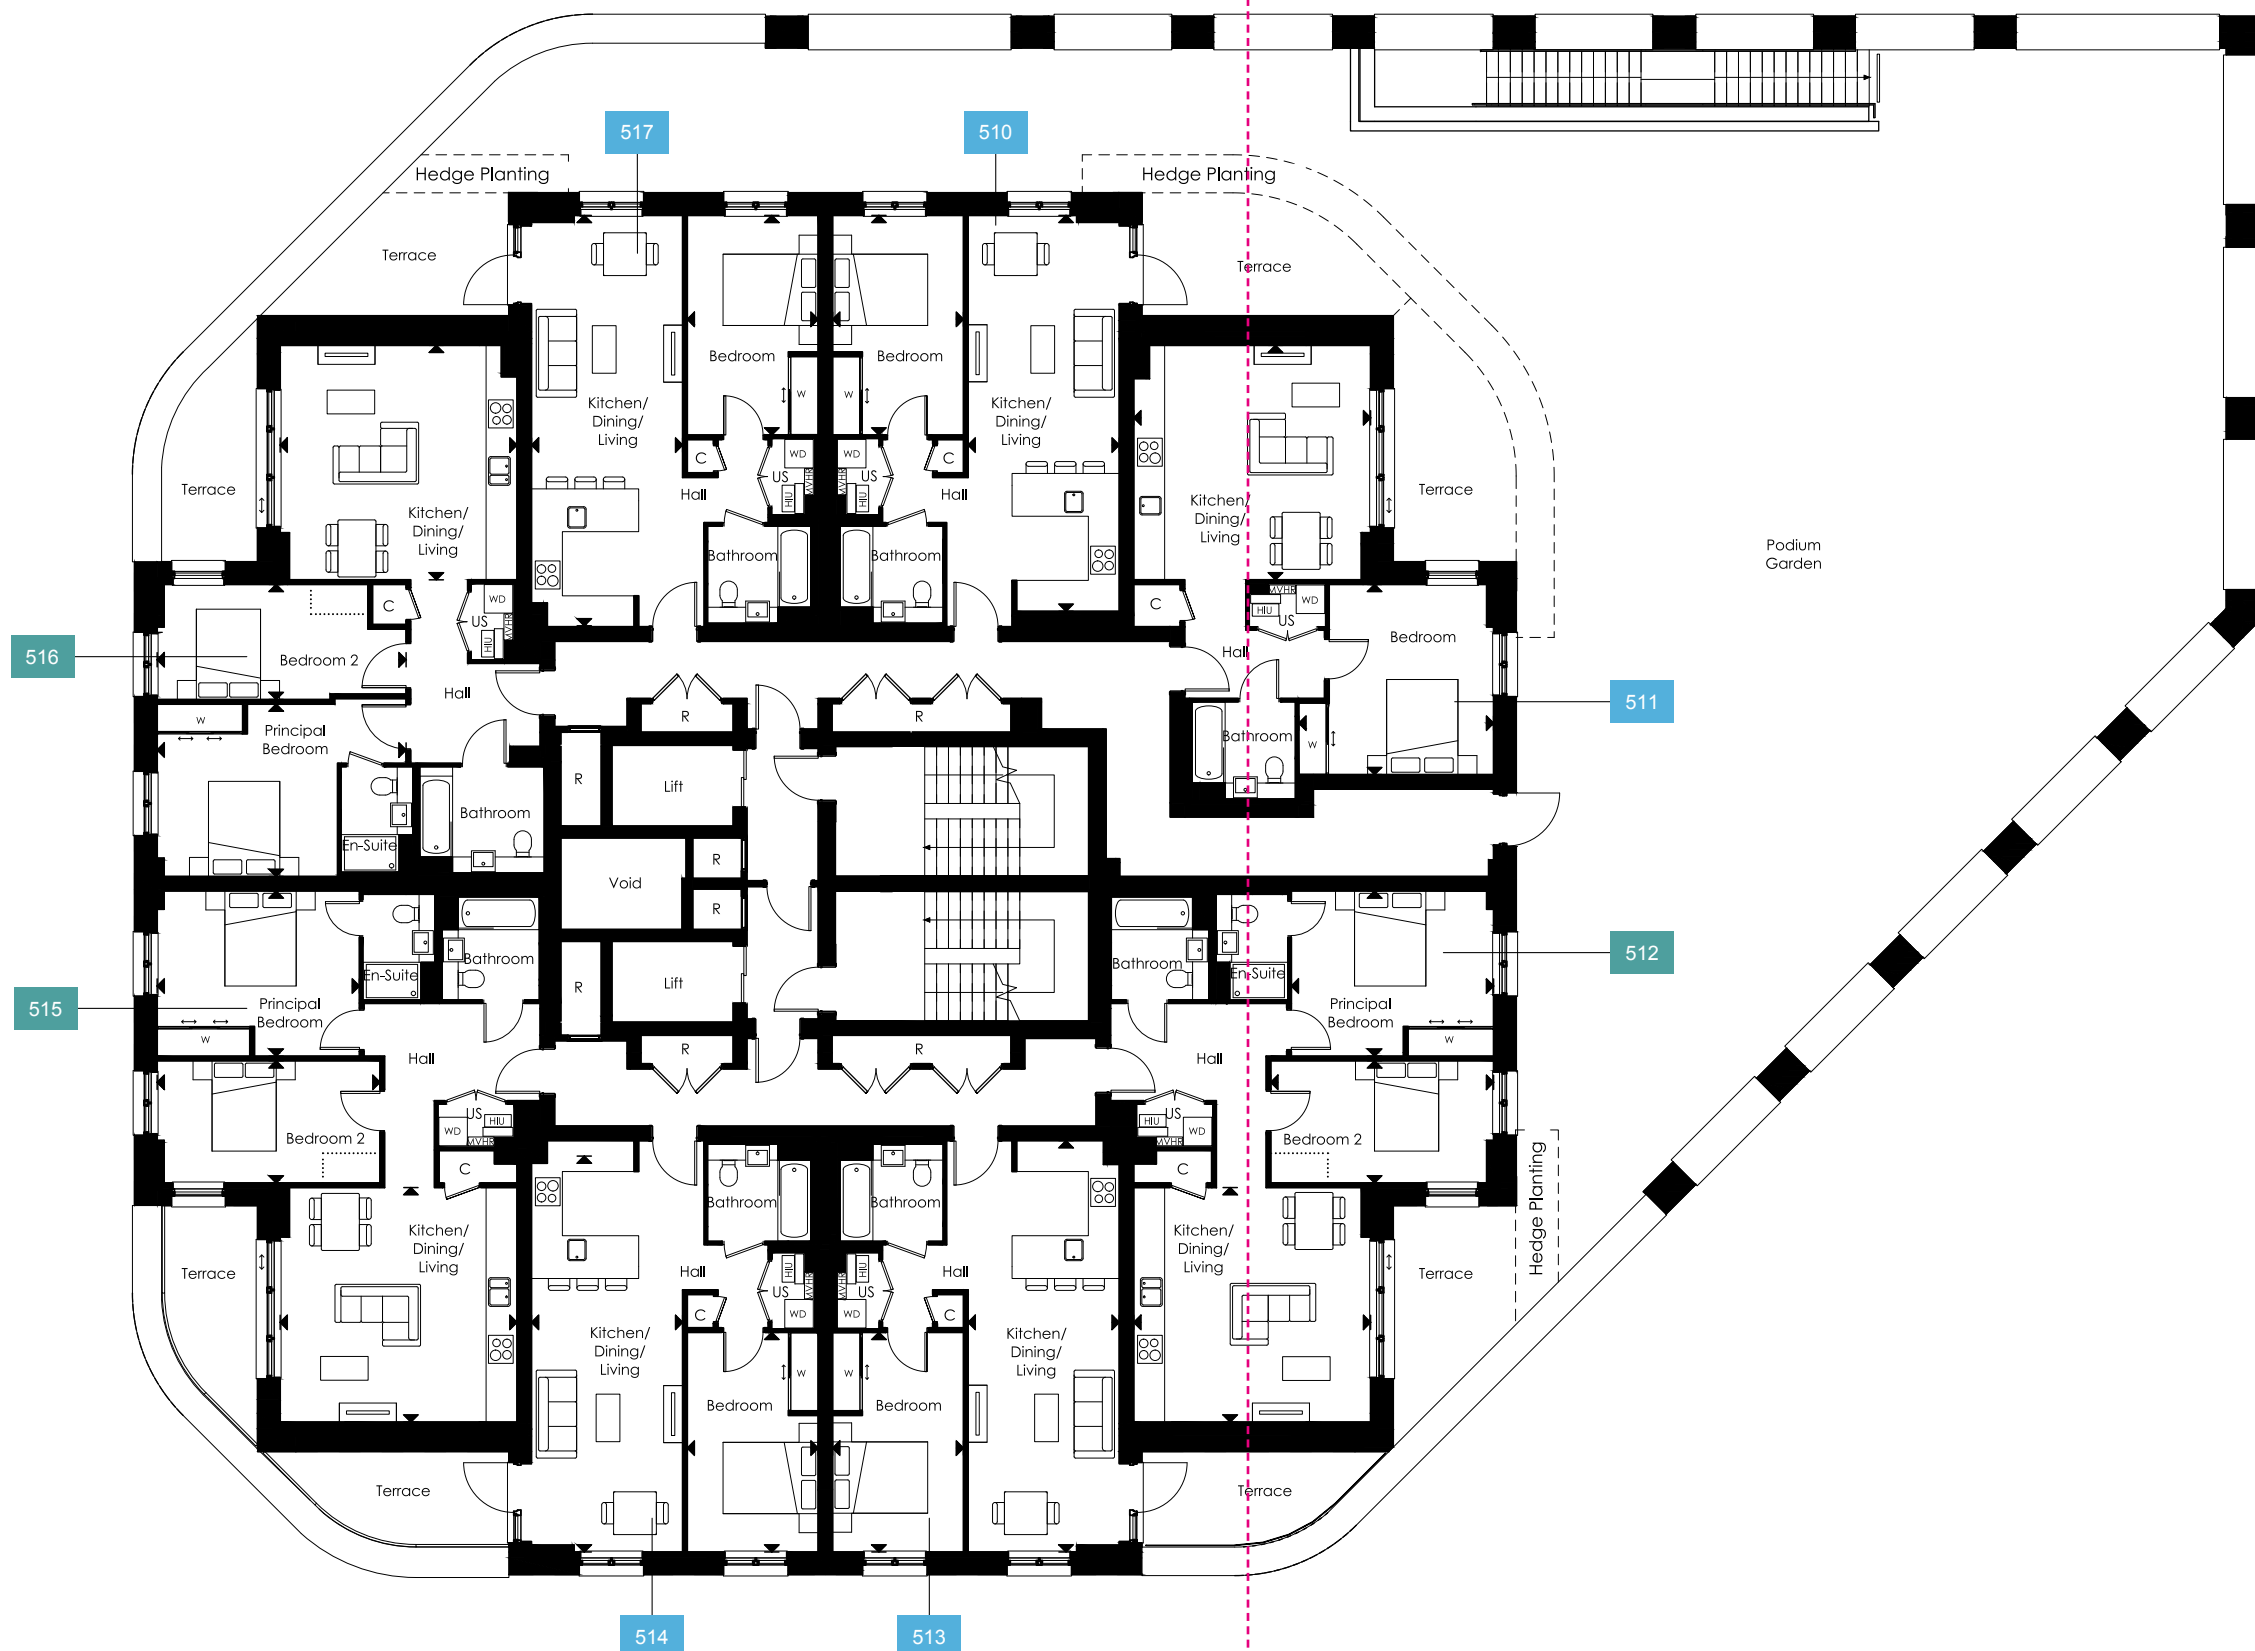 517
510
Hedge Planting
Hedge Planting
Terrace
Terrace
Bedroom
Bedroom
W
W
Kitchen/
Dining/
Living
Kitchen/
Dining/
Living
C
WD
US
HIU
MVHR
WD
US
HIU
MVHR
C
Hall
Hall
Bathroom
Bathroom
Terrace
Kitchen/
Dining/
Living
Kitchen/
Dining/
Living
Terrace
Podium
Garden
516
C
WD
US
HIU
MVHR
Bedroom 2
Hall
W
Principal
Bedroom
En-Suite
Bathroom
C
MVHR
HIU
WD
US
Hall
Bedroom
511
Bathroom
W
R
R
R
Lift
R
Void
R
R
Lift
R
R
515
Principal
Bedroom
W
En-Suite
Bathroom
Hall
Bedroom 2
US
HIU
WD
MVHR
C
Kitchen/
Dining/
Living
Terrace
Terrace
512
Bathroom
En-Suite
Principal
Bedroom
W
Hall
Bedroom 2
US
HIU
WD
MVHR
C
Kitchen/
Dining/
Living
Terrace
Hedge Planting
Terrace
Bathroom
Bathroom
Hall
Hall
HIU
MVHR
US
WD
C
HIU
MVHR
US
WD
C
Kitchen/
Dining/
Living
Kitchen/
Dining/
Living
W
W
Bedroom
Bedroom
514
513